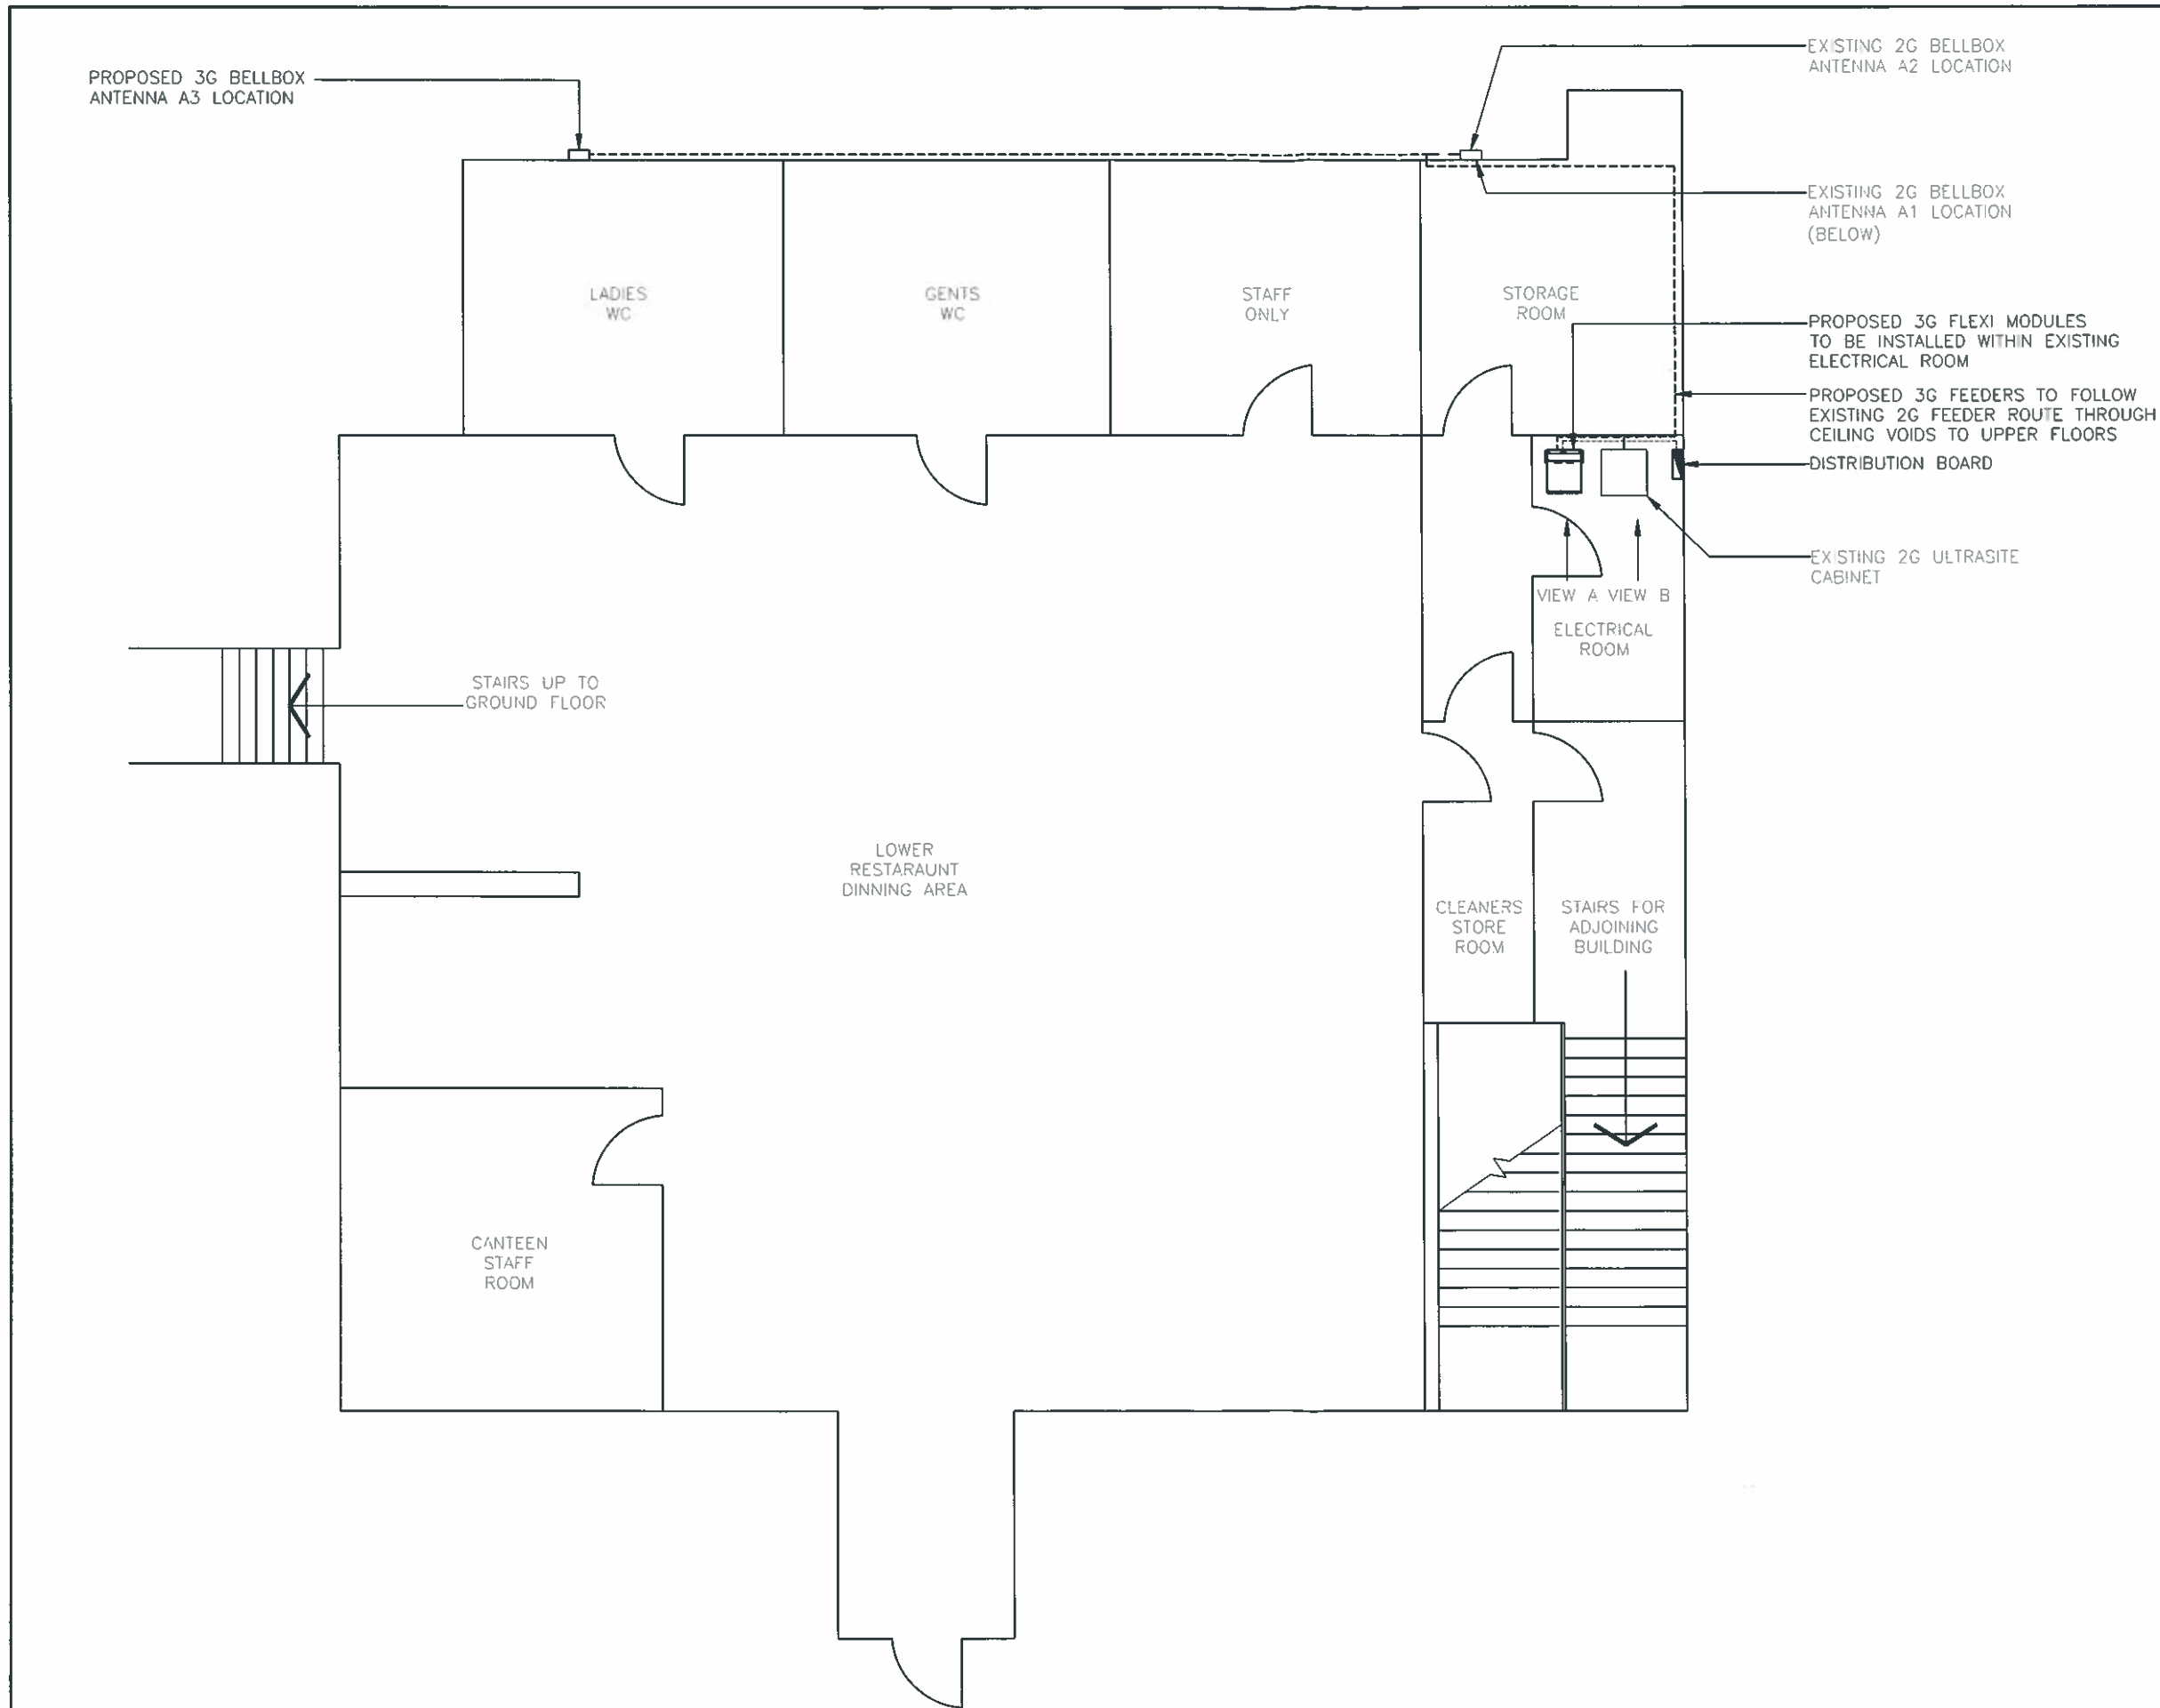 PROPOSED 3G BELLBOX
ANTENNA A3 LOCATION
EXISTING 2G BELLBOX
ANTENNA A2 LOCATION
EXISTING 2G BELLBOX
ANTENNA A1 LOCATION
(BELOW)
LADIES
WC
GENTS
WC
STAFF
ONLY
STORAGE
ROOM
PROPOSED 3G FLEXI MODULES
TO BE INSTALLED WITHIN EXISTING
ELECTRICAL ROOM
PROPOSED 3G FEEDERS TO FOLLOW
EXISTING 2G FEEDER ROUTE THROUGH
CEILING VOIDS TO UPPER FLOORS
DISTRIBUTION BOARD
EXISTING 2G ULTRASITE
CABINET
VIEW A VIEW B
ELECTRICAL
ROOM
STAIRS UP TO
GROUND FLOOR
LOWER
RESTARAUNT
DINNING AREA
CLEANERS
STORE
ROOM
STAIRS FOR
ADJOINING
BUILDING
CANTEEN
STAFF
ROOM